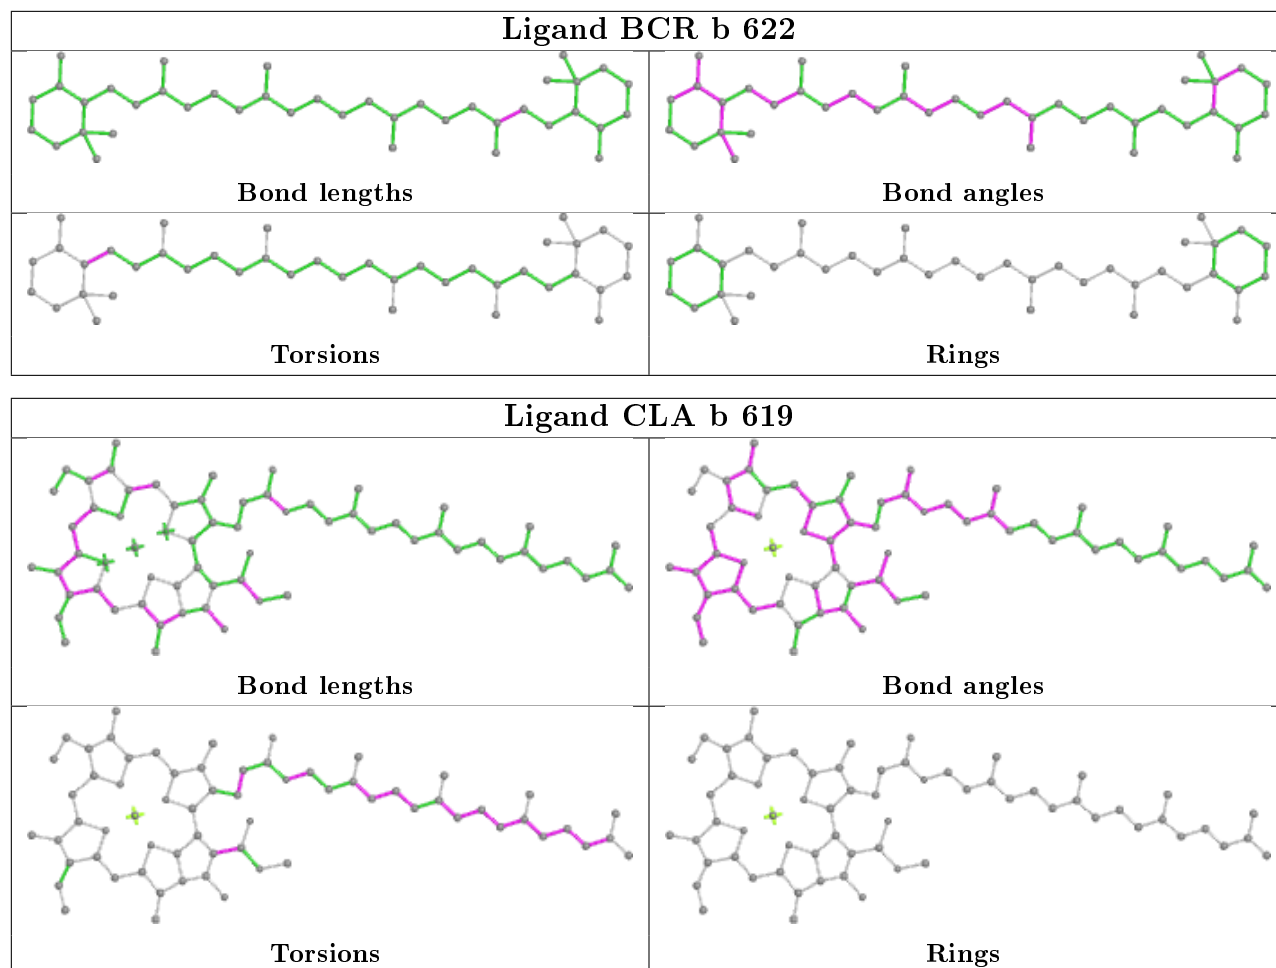 Ligand BCR b 622
Bond lengths
Bond angles
Torsions
Rings
Ligand CLA b 619
Bond lengths
Bond angles
Torsions
Rings